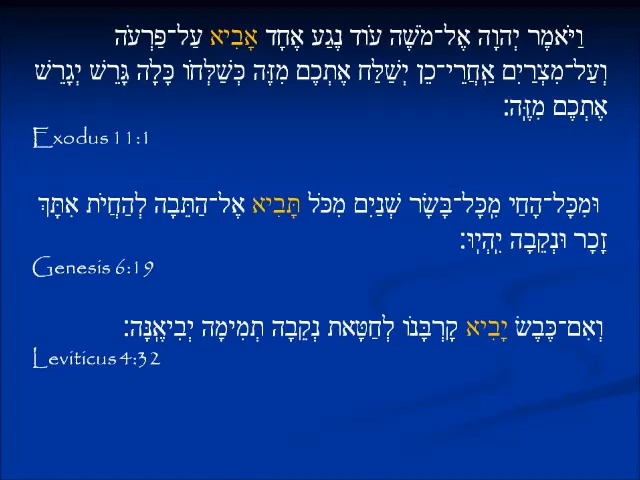 וַיֹּאמֶר יְהוָה אֶל־מֹשֶׁה עוֹד נֶגַע אֶחָד אָבִיא עַל־פַּרְעֹה
וְעַל־מִצְרַיִם אַחֲרֵי־כֵן יְשַׁלַּח אֶתְכֶם מִזֶּה כְּשַׁלְּחוֹ כָּלָה גָּרֵשׁ יְגָרֵשׁ
אֶתְכֶם מִזֶּה׃
Exodus 11:1
וּמִכָּל־הָחַי מִכָּל־בָּשָׂר שְׁנַיִם מִכֹּל תָּבִיא אֶל־הַתֵּבָה לְהַחֲיֹת אִתָּךְ
זָכָר וּנְקֵבָה יִהְיוּ׃
Genesis 6:19
וְאִם־כֶּבֶשׂ יָבִיא קָרְבָּנוֹ לְחַטָּאת נְקֵבָה תְמִימָה יְבִיאֶנָּה׃
Leviticus 4:32